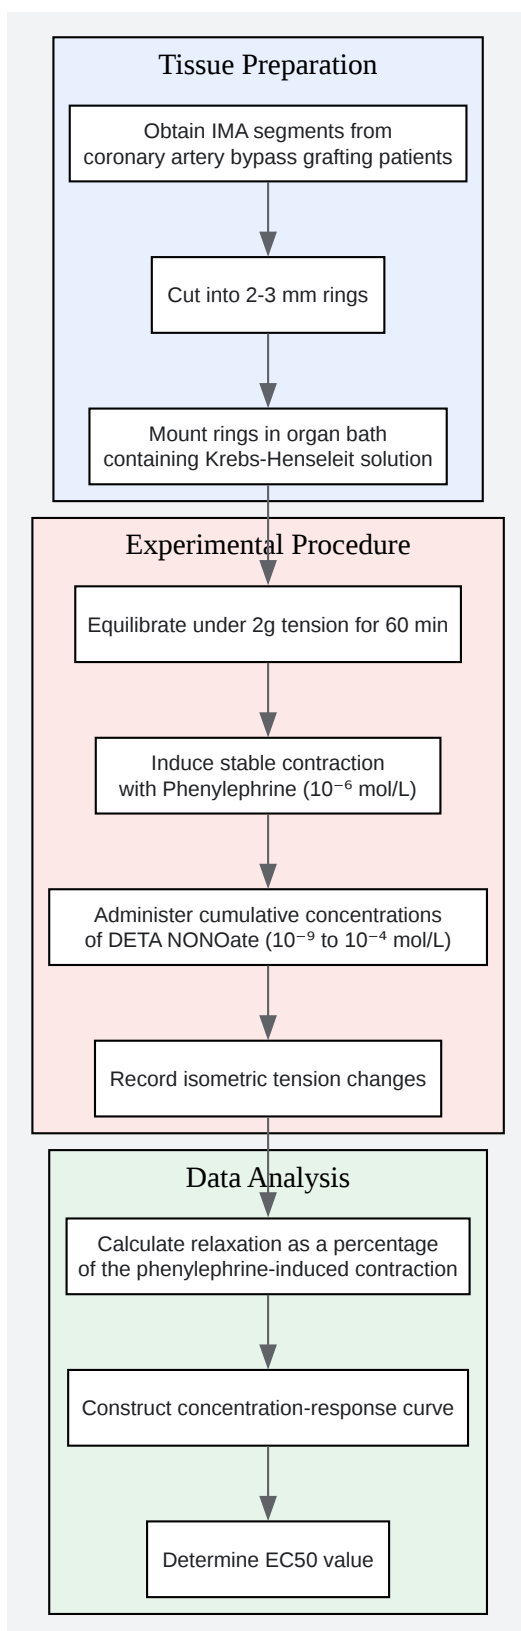 Tissue Preparation
Obtain IMA segments from
coronary artery bypass grafting patients
Cut into 2-3 mm rings
Mount rings in organ bath
containing Krebs-Henseleit solution
Experimental Procedure
Equilibrate under 2g tension for 60 min
Induce stable contraction
with Phenylephrine (10⁻⁶ mol/L)
Administer cumulative concentrations
of DETA NONOate (10⁻⁹ to 10⁻⁴ mol/L)
Record isometric tension changes
Data Analysis
Calculate relaxation as a percentage
of the phenylephrine-induced contraction
Construct concentration-response curve
Determine EC50 value